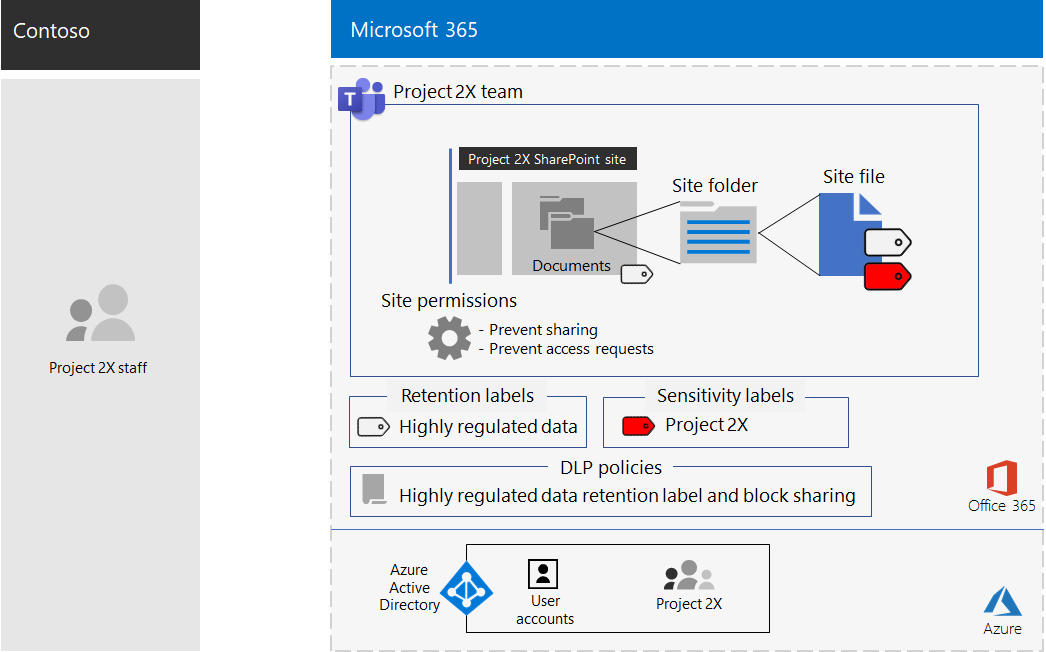 Contoso
Microsoft 365
T
Project 2X team
Project 2X SharePoint site
Site folder
Site file
Documents
Site permissions
- Prevent sharing
- Prevent access requests
Project 2X staff
Retention labels
Highly regulated data
Sensitivity labels
Project 2X
DLP policies
Highly regulated data retention label and block sharing
Office 365
Azure
Active
Directory
User
accounts
Project 2X
Azure